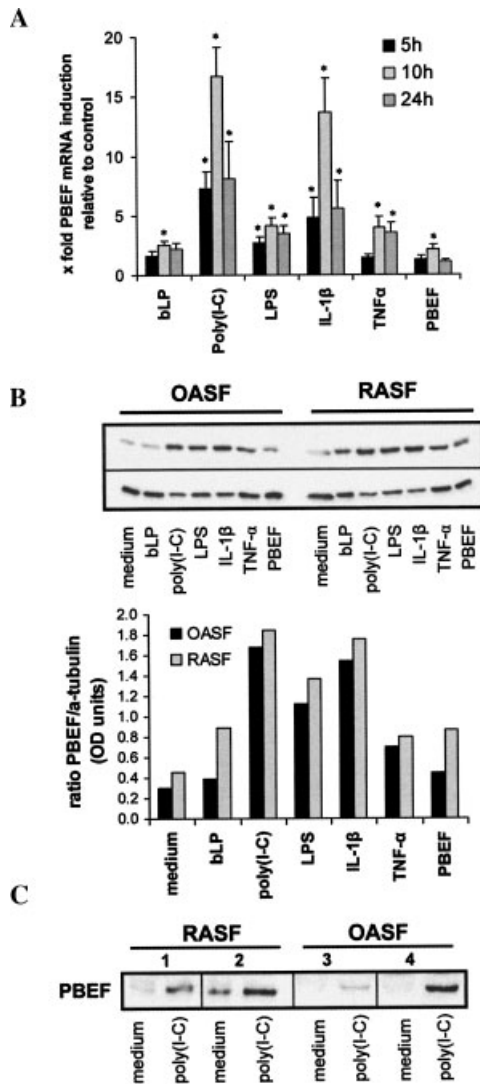 A
x fold PBEF mRNA induction
relative to control
20
15
10
5
0
5h
10h
24h
* * * * * * * * * * * * *
bLP
Poly(I-C)
LPS
IL-1β
TNFα
PBEF
B
OASF RASF
medium bLP poly(I-C) LPS IL-1β TNF-α PBEF medium bLP poly(I-C) LPS IL-1β TNF-α PBEF
ratio PBEF/a-tubulin
(OD units)
2.0
1.8
1.6
1.4
1.2
1.0
0.8
0.6
0.4
0.2
0.0
OASF
RASF
medium
bLP
poly(I-C)
LPS
IL-1β
TNF-α
PBEF
C
RASF OASF
1 2 3 4
PBEF
medium poly(I-C) medium poly(I-C) medium poly(I-C) medium poly(I-C)